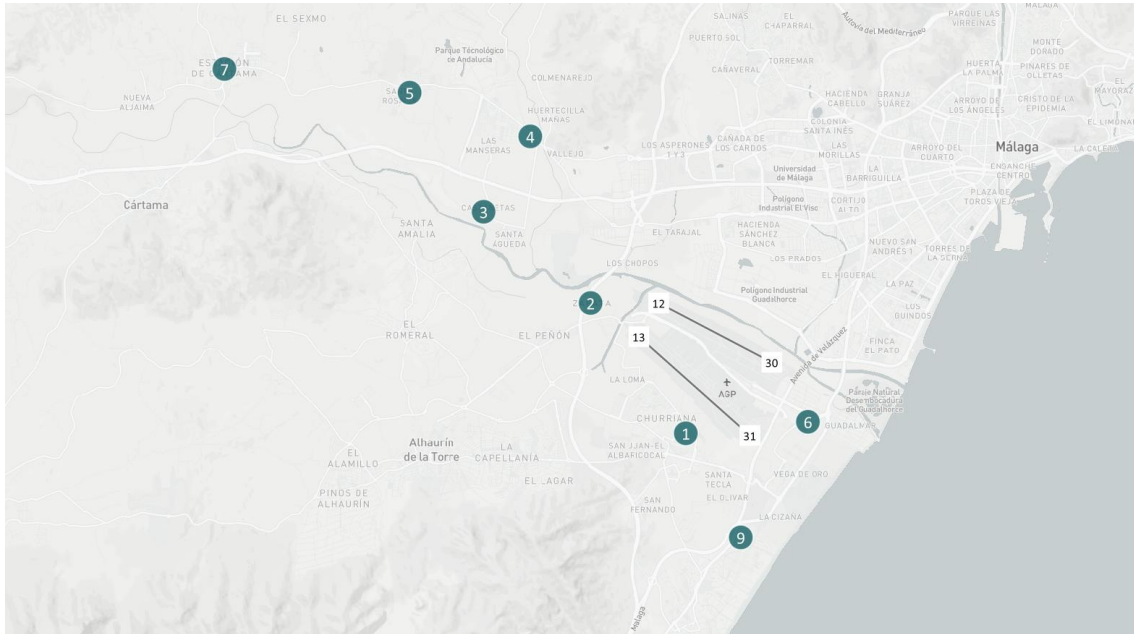 EL SEXMO
SALINAS
PUERTO SOL
EL
CHAPARRAL
Autovía del Mediterráneo
PARQUE LAS
VIRREINAS
Málaga
MONTE
DORADO
Parque Técnológico
de Andalucía
7
NUEVA
ALJAIMA
5
COLMENAREJO
CAÑAVERAL
TORREMAR
HUERTA
LA PALMA
PINARES DE
OLLETAS
EL
HACIENDA
CABELLO
GRANJA
SUÁREZ
ARROYO DE
LOS ÁNGELES
CRISTO DE LA
EPIDEMIA
HUERTECILLA
MAÑAS
4
LAS
MANSERAS
VALLEJO
COLONIA
SANTA INÉS
LOS ASPERONES
1 Y 3
CAÑADA DE
LOS CARDOS
LAS
MORILLAS
ARROYO DEL
CUARTO
Málaga
ENSANCHE
CENTRO
Universidad
de Málaga
LA
BARRIGUILLA
PLAZA DE
TOROS VIEJA
Cártama
3
SANTA
AMALIA
SANTA
ÁGUEDA
Polígono
Industrial El Visc
CORTIJO
ALTO
EL TARAJAL
HACIENDA
SÁNCHEZ
BLANCA
NUEVO SAN
ANDRÉS 1
TORRES DE
LA SERNA
LOS CHOPOS
LOS PRADOS
EL HIGUERAL
LA PAZ
Polígono Industrial
Guadalhorce
LOS
GUINDOS
2
12
EL
ROMERAL
EL PEÑÓN
13
30
Avenida de Velázquez
FINCA
EL PATO
LA LOMA
AGP
Paraje Natural
Desembocadura
del Guadalhorce
CHURRIANA
1
31
6
GUADALMAR
Alhaurín
de la Torre
LA
CAPELLANÍA
SAN JUAN-EL
ALBARICOCAL
EL
ALAMILLO
EL LAGAR
SANTA
TECLA
VEGA DE ORO
PINOS DE
ALHAURÍN
SAN
FERNANDO
EL OLIVAR
LA CIZAÑA
9
Málaga